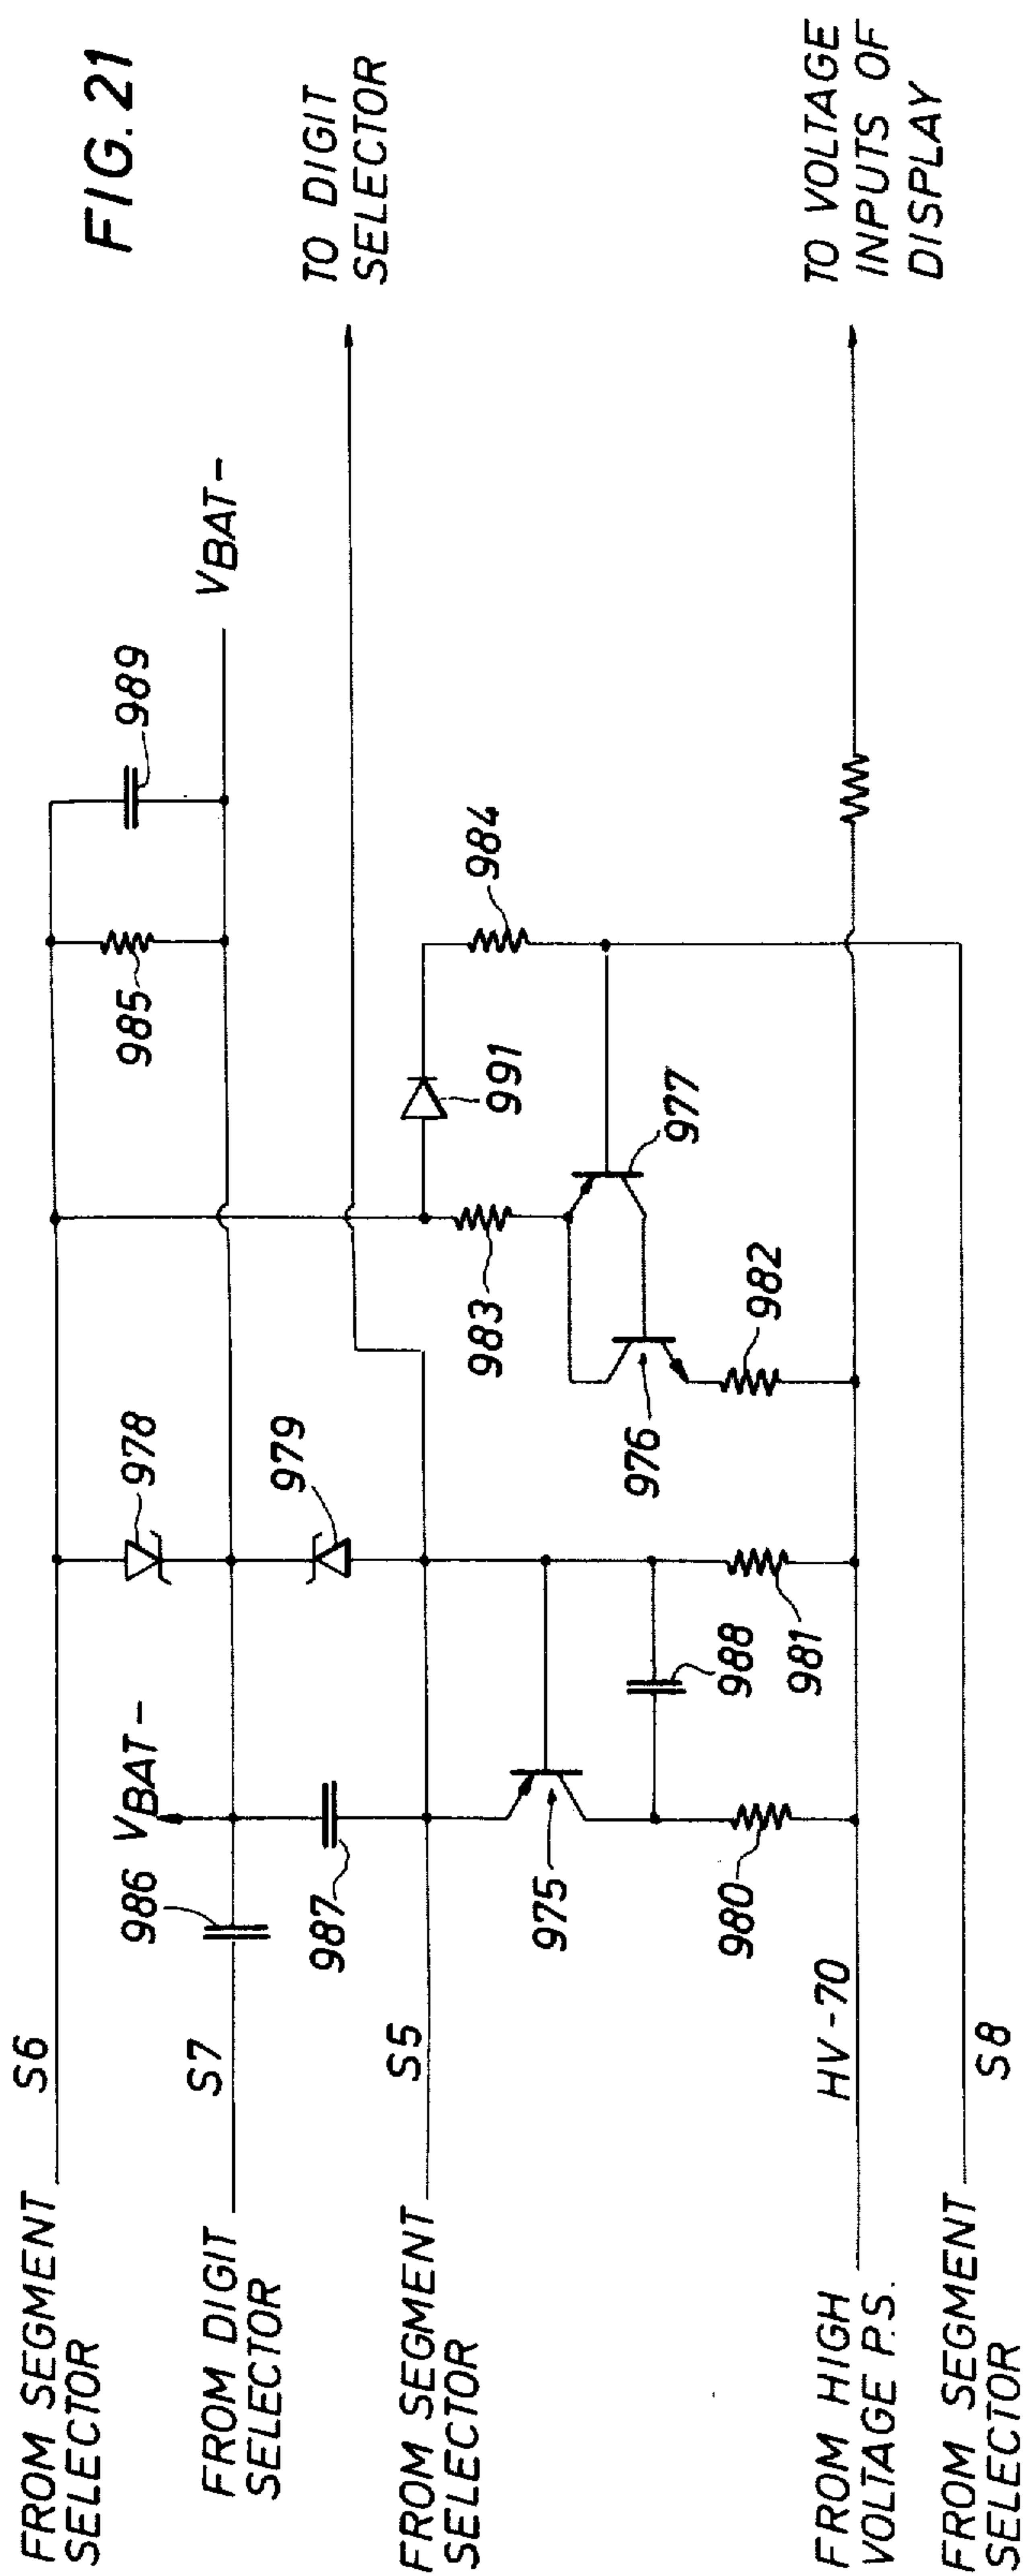 FIG. 21
FROM SEGMENT
SELECTOR
S6
FROM DIGIT
SELECTOR
S7
986
VBAT-
978
985
989
VBAT-
TO DIGIT
SELECTOR
987
979
FROM SEGMENT
SELECTOR
S5
975
988
983
991
984
977
976
980
981
982
FROM HIGH
VOLTAGE P.S.
HV-70
TO VOLTAGE
INPUTS OF
DISPLAY
FROM SEGMENT
SELECTOR
S8